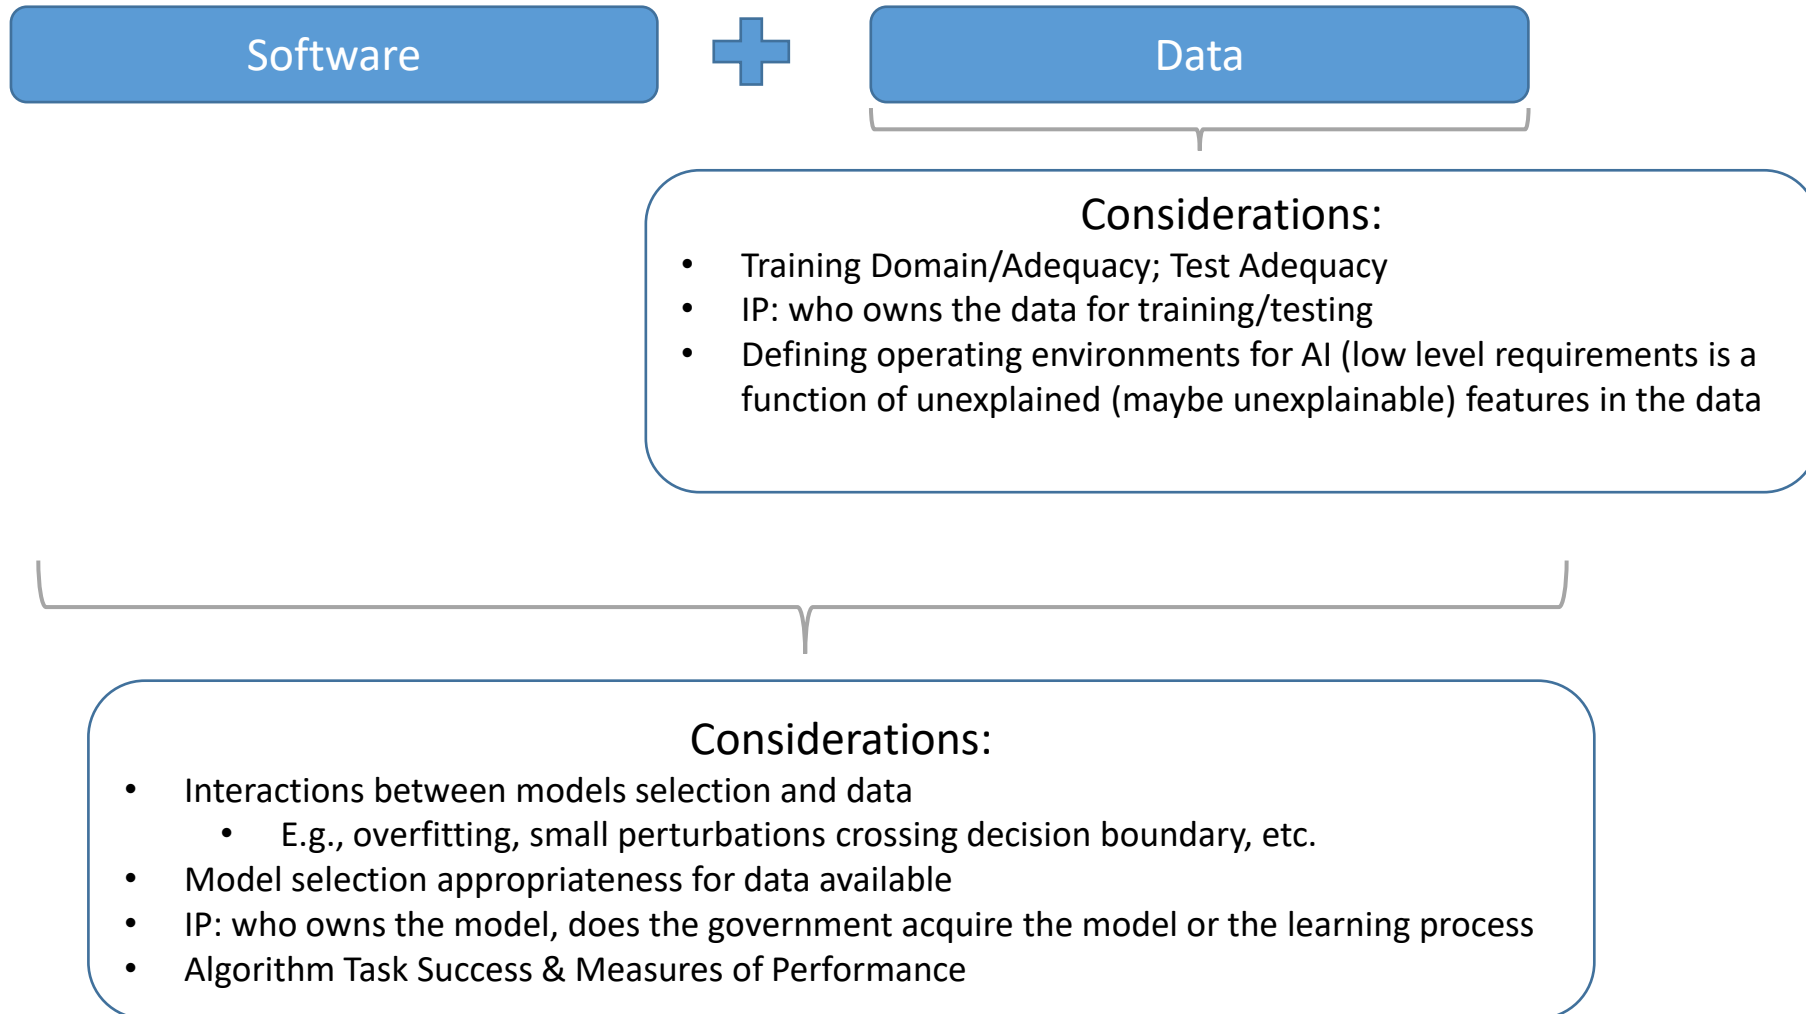 Software
Data
Considerations:
• Training Domain/Adequacy; Test Adequacy
• IP: who owns the data for training/testing
• Defining operating environments for AI (low level requirements is a
function of unexplained (maybe unexplainable) features in the data
Considerations:
• Interactions between models selection and data
• E.g., overfitting, small perturbations crossing decision boundary, etc.
• Model selection appropriateness for data available
• IP: who owns the model, does the government acquire the model or the learning process
• Algorithm Task Success & Measures of Performance